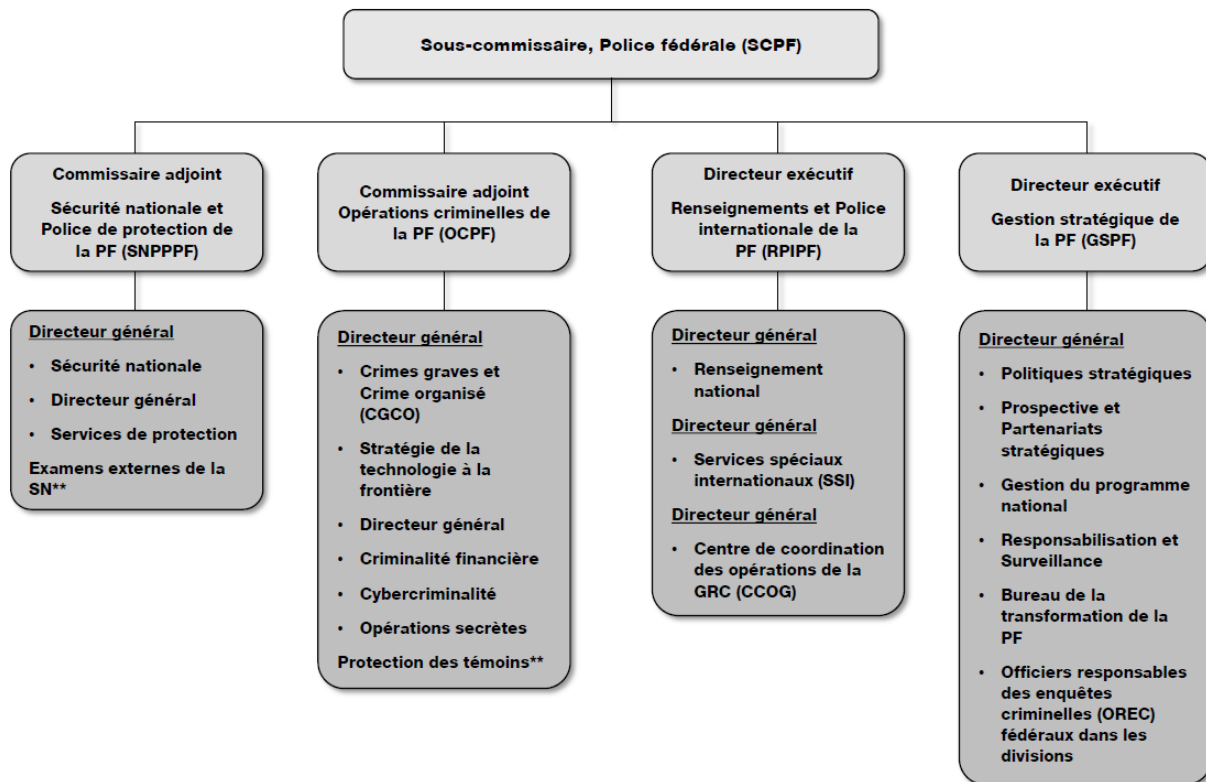 Sous-commissaire, Police fédérale (SCPF)
Commissaire adjoint
Sécurité nationale et
Police de protection de
la PF (SNPPPF)
Directeur général
• Sécurité nationale
• Directeur général
• Services de protection
Examens externes de la
SN**
Commissaire adjoint
Opérations criminelles de
la PF (OCPF)
Directeur général
• Crimes graves et
Crime organisé
(CGCO)
• Stratégie de la
technologie à la
frontière
• Directeur général
• Criminalité financière
• Cybercriminalité
• Opérations secrètes
Protection des témoins**
Directeur exécutif
Renseignements et Police
internationale de la
PF (RPIPF)
Directeur général
• Renseignement
national
Directeur général
• Services spéciaux
internationaux (SSI)
Directeur général
• Centre de coordination
des opérations de la
GRC (CCOG)
Directeur exécutif
Gestion stratégique de
la PF (GSPF)
Directeur général
• Politiques stratégiques
• Prospective et
Partenariats
stratégiques
• Gestion du programme
national
• Responsabilisation et
Surveillance
• Bureau de la
transformation de la
PF
• Officiers responsables
des enquêtes
criminelles (OREC)
fédéraux dans les
divisions